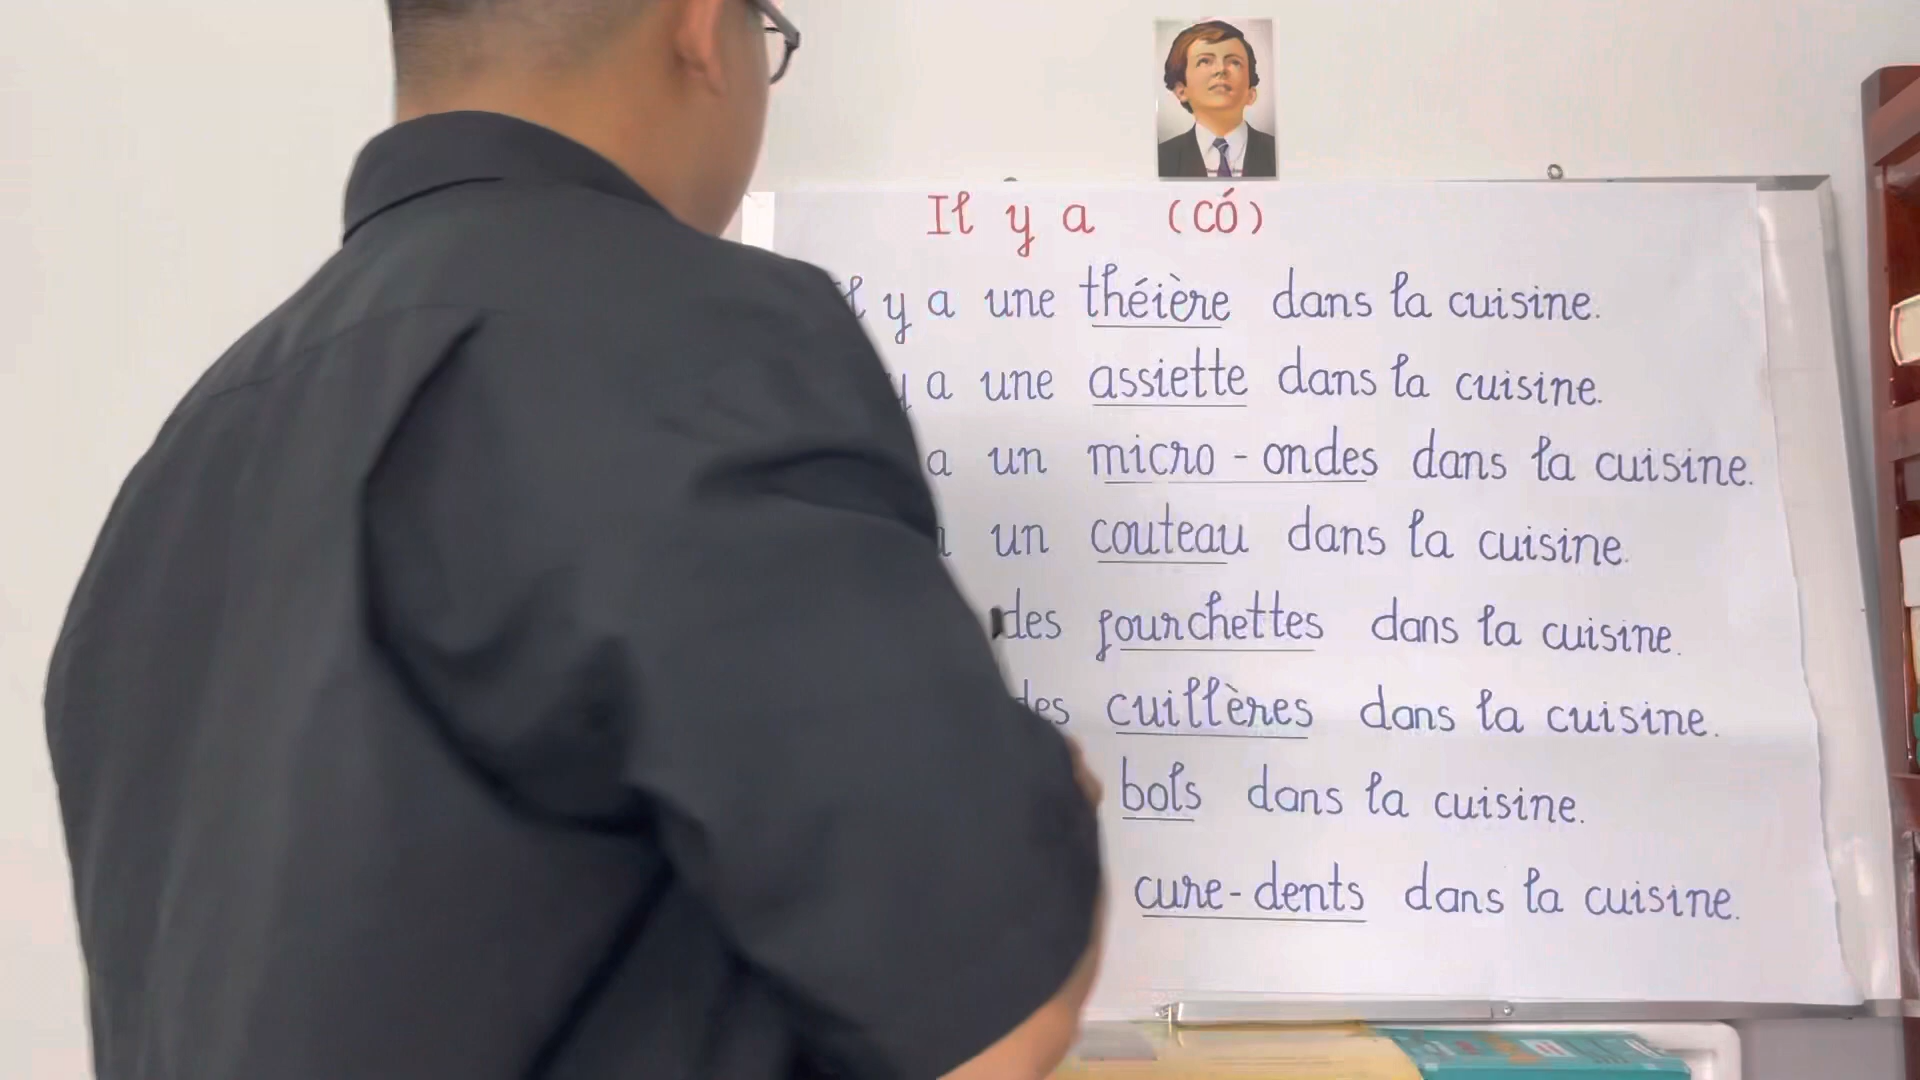 Il y a (CÓ)
y a une théière dans la cuisine.
y a une assiette dans la cuisine.
a un micro-ondes dans la cuisine.
un couteau dans la cuisine.
des fourchettes dans la cuisine.
des cuillères dans la cuisine.
bols dans la cuisine.
cure-dents dans la cuisine.